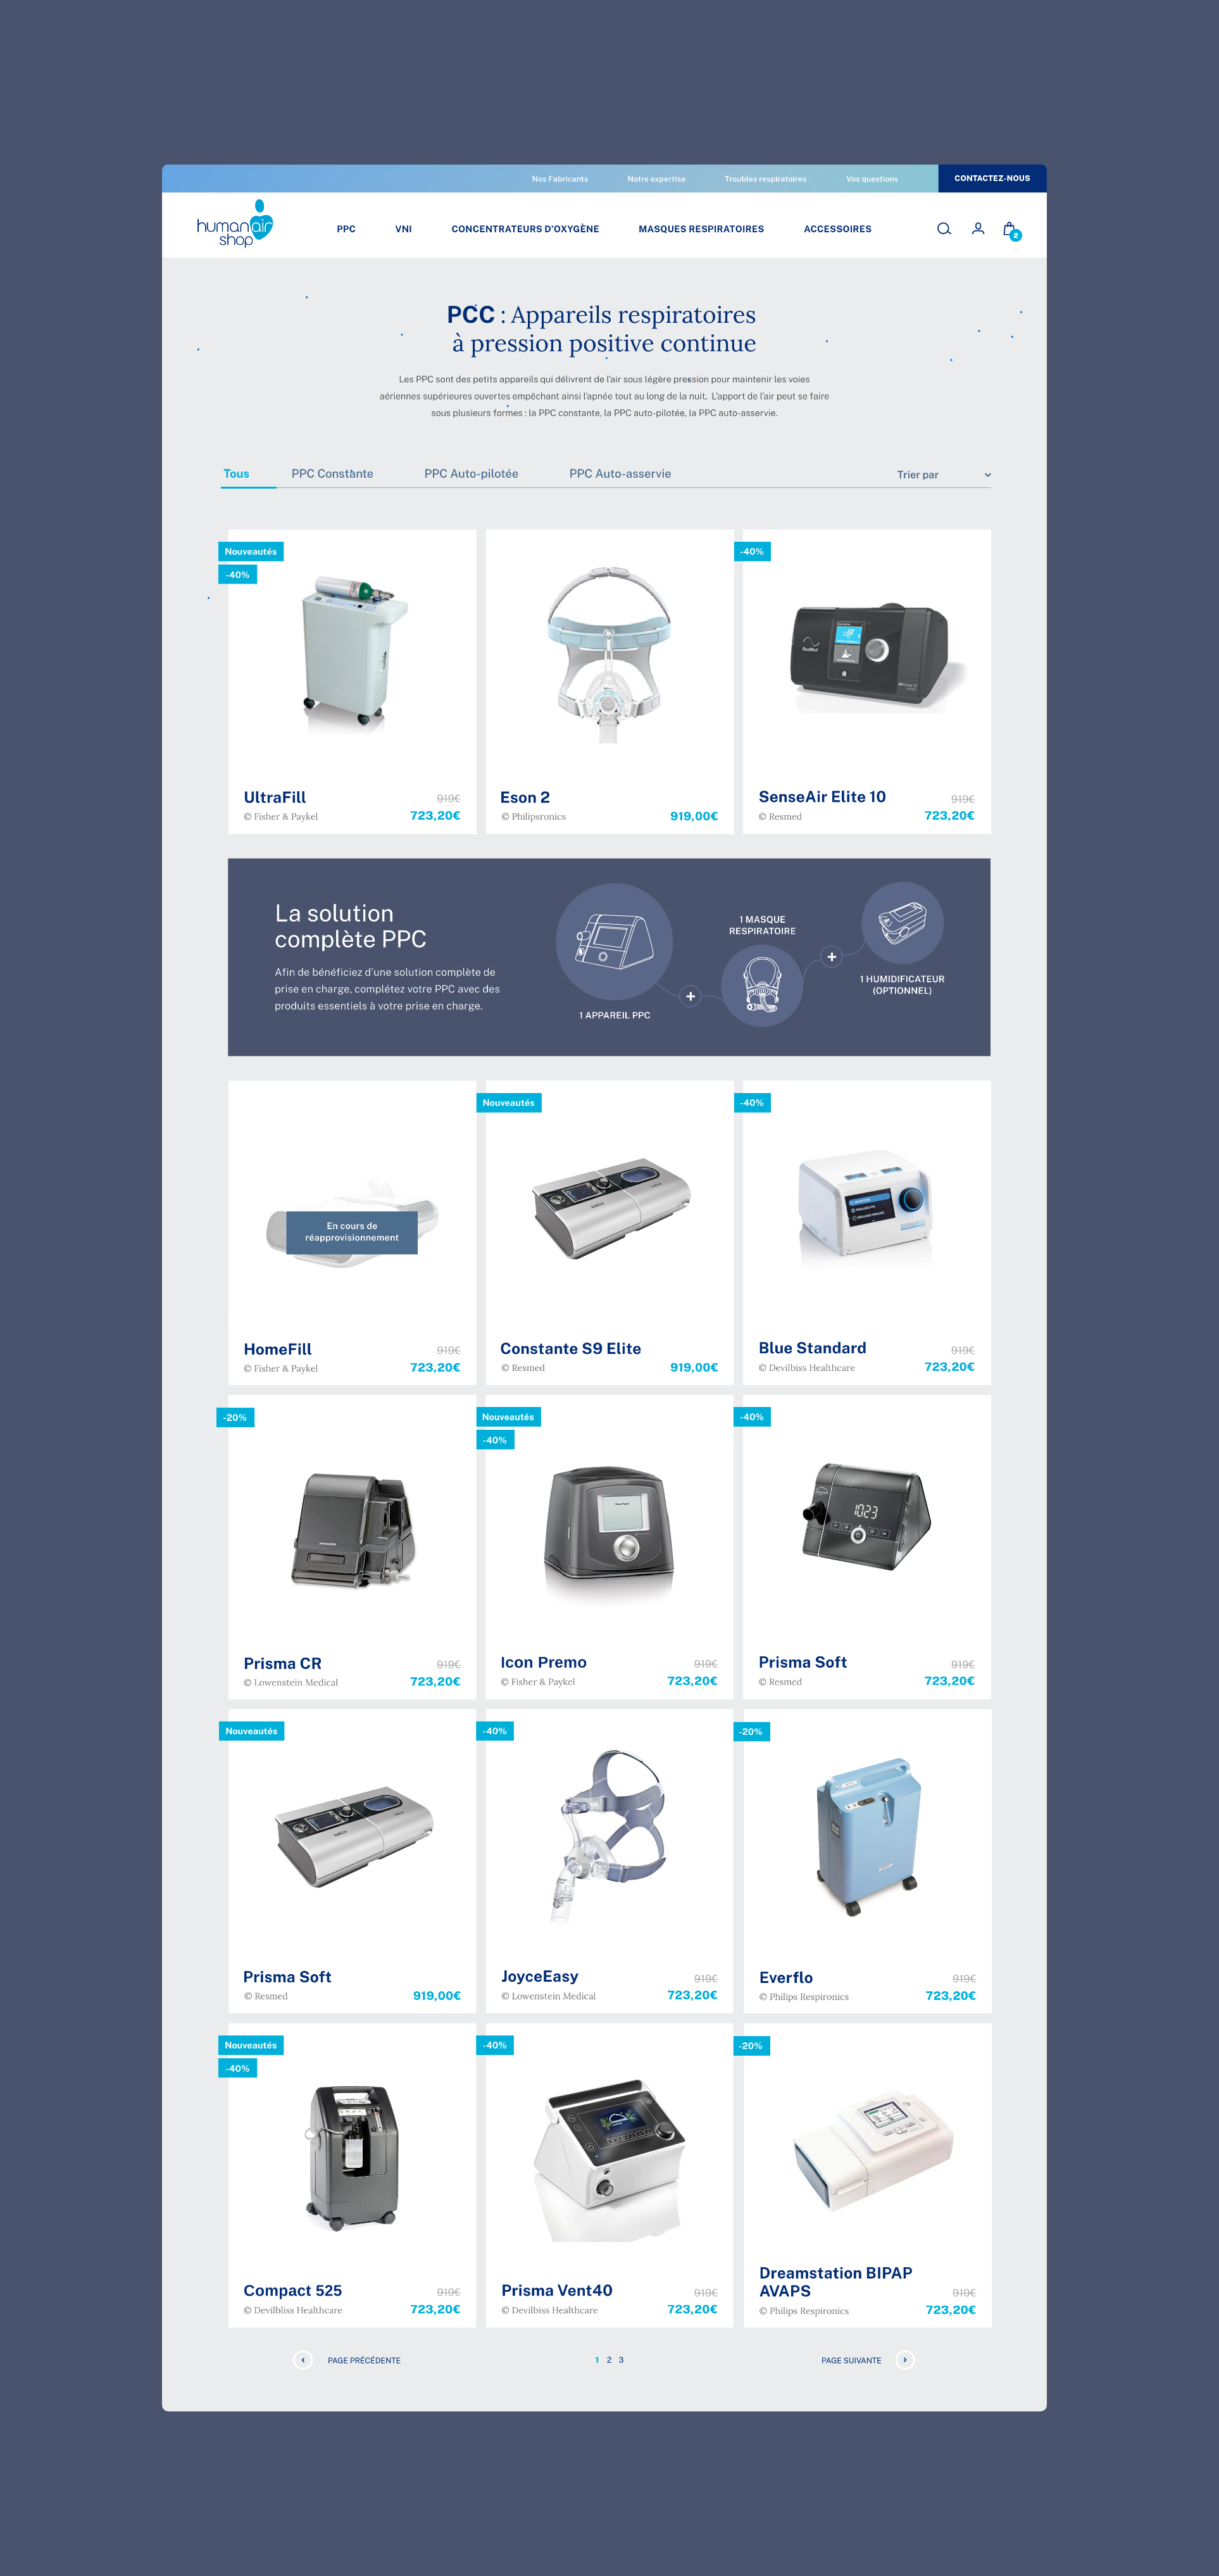 Nos Fabricants
Notre expertise
Troubles respiratoires
Vos questions
CONTACTEZ-NOUS
humanair
shop
PPC
VNI
CONCENTRATEURS D'OXYGÈNE
MASQUES RESPIRATOIRES
ACCESSOIRES
2
PCC : Appareils respiratoires
à pression positive continue
Les PPC sont des petits appareils qui délivrent de l'air sous légère pression pour maintenir les voies
aériennes supérieures ouvertes empêchant ainsi l'apnée tout au long de la nuit. L'apport de l'air peut se faire
sous plusieurs formes : la PPC constante, la PPC auto-pilotée, la PPC auto-asservie.
Tous
PPC Constante
PPC Auto-pilotée
PPC Auto-asservie
Trier par
Nouveautés
-40%
UltraFill
919€
© Fisher & Paykel
723,20€
Eson 2
© Philipsronics
919,00€
-40%
ResMed
SenseAir Elite 10
919€
© Resmed
723,20€
La solution
complète PPC
Afin de bénéficiez d'une solution complète de
prise en charge, complétez votre PPC avec des
produits essentiels à votre prise en charge.
1 APPAREIL PPC
1 MASQUE
RESPIRATOIRE
1 HUMIDIFICATEUR
(OPTIONNEL)
En cours de
réapprovisionnement
HomeFill
919€
© Fisher & Paykel
723,20€
Nouveautés
Constante S9 Elite
© Resmed
919,00€
-40%
Blue Standard
919€
© Devilbiss Healthcare
723,20€
-20%
Prisma CR
919€
© Lowenstein Medical
723,20€
Nouveautés
-40%
Icon Premo
919€
© Fisher & Paykel
723,20€
-40%
10:23
Prisma Soft
919€
© Resmed
723,20€
Nouveautés
Prisma Soft
© Resmed
919,00€
-40%
JoyceEasy
919€
© Lowenstein Medical
723,20€
-20%
Everflo
919€
© Philips Respironics
723,20€
Nouveautés
-40%
Compact 525
919€
© Devilbliss Healthcare
723,20€
-40%
Prisma Vent40
919€
© Devilbiss Healthcare
723,20€
-20%
Dreamstation BIPAP
AVAPS
919€
© Philips Respironics
723,20€
PAGE PRÉCÉDENTE
1 2 3
PAGE SUIVANTE